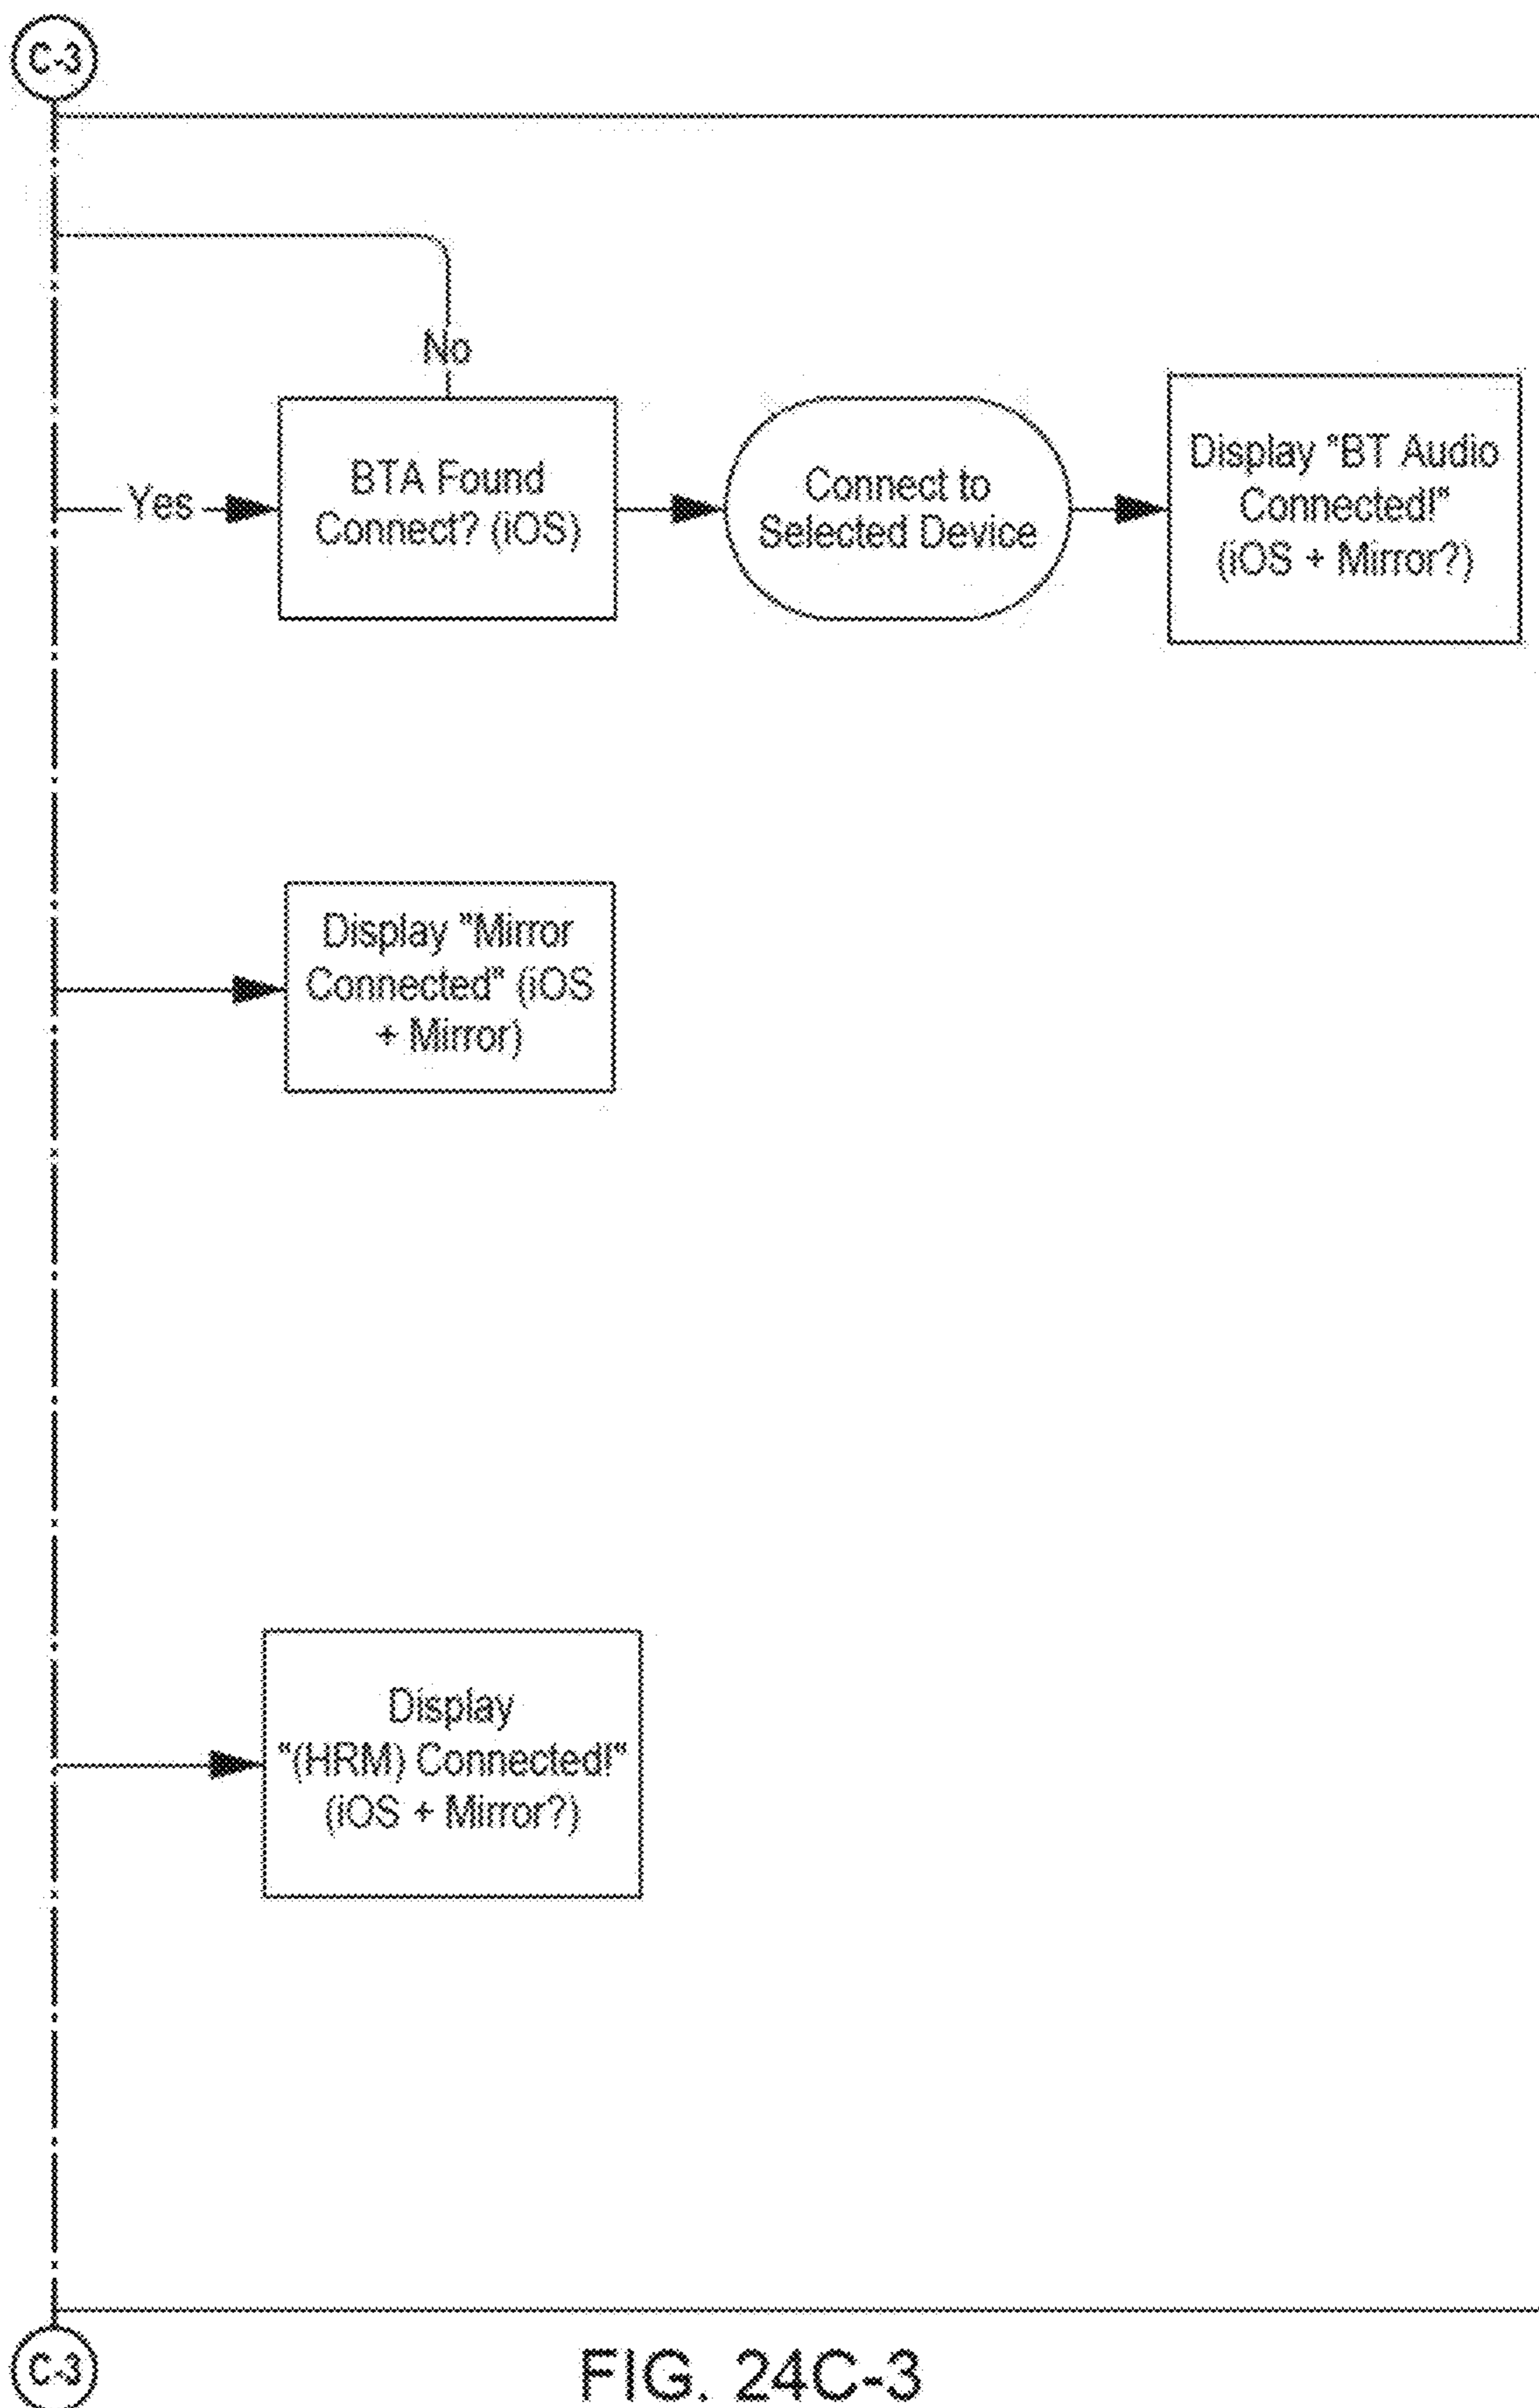 C-3
No
Yes
BTA Found
Connect? (iOS)
Connect to
Selected Device
Display "BT Audio
Connected!"
(iOS + Mirror?)
Display "Mirror
Connected" (iOS
+ Mirror)
Display
"(HRM) Connected!"
(iOS + Mirror?)
C-3
FIG. 24C-3